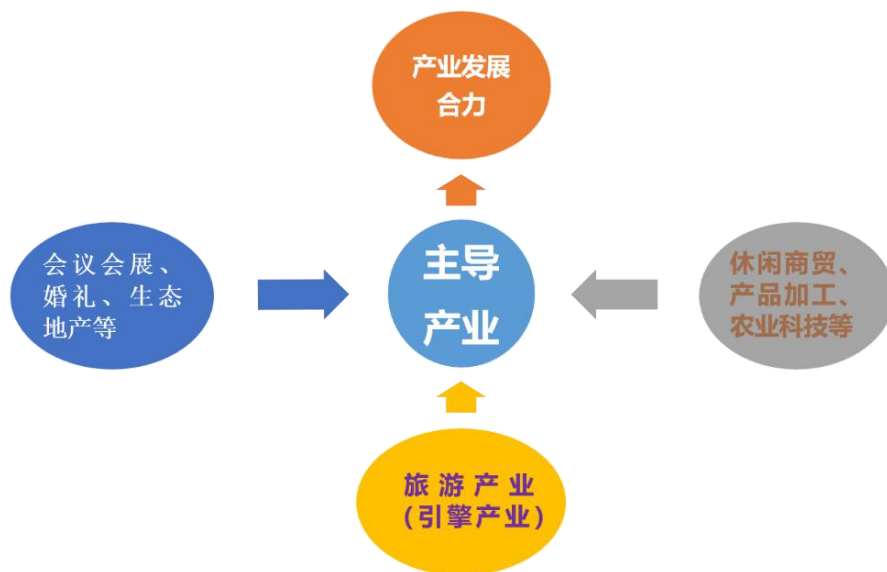 产业发展
合力
会议会展、
婚礼、生态
地产等
主导
产业
休闲商贸、
产品加工、
农业科技等
旅游产业
(引擎产业)